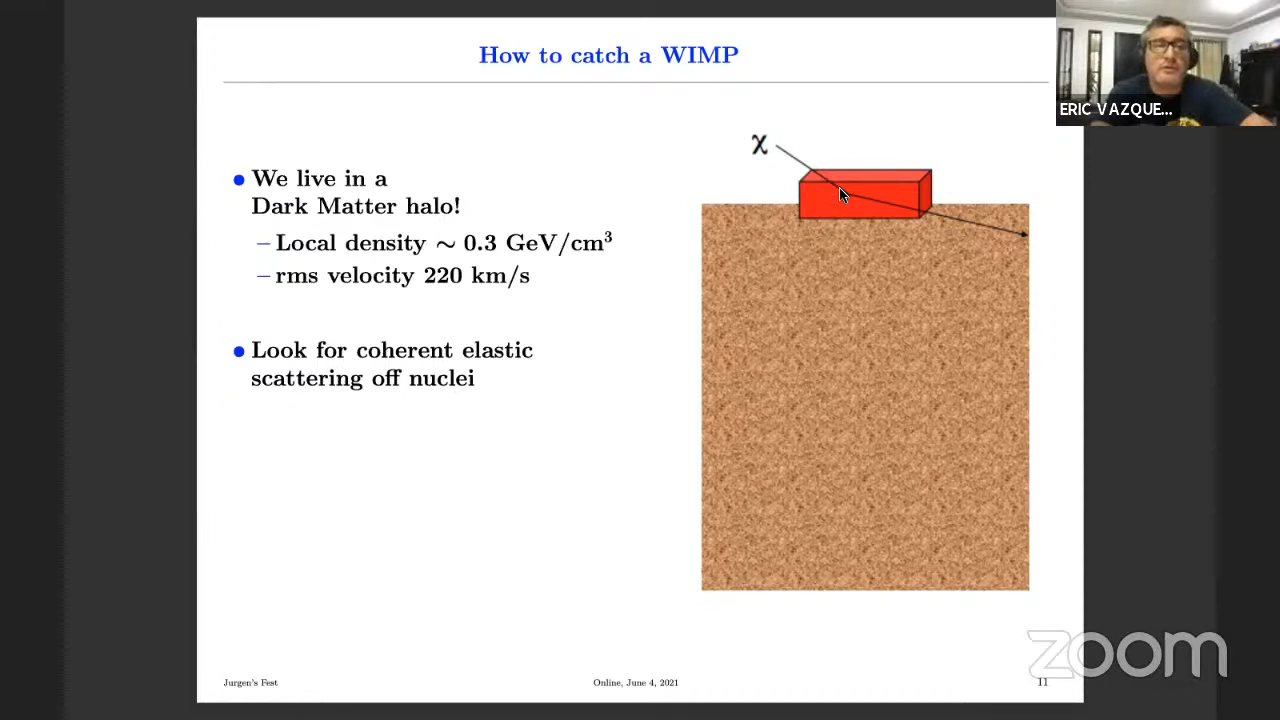 How to catch a WIMP
ERIC VAZQUE...
χ
● We live in a
Dark Matter halo!
– Local density ∼ 0.3 GeV/cm³
– rms velocity 220 km/s
● Look for coherent elastic
scattering off nuclei
zoom
Jurgen's Fest
Online, June 4, 2021
11